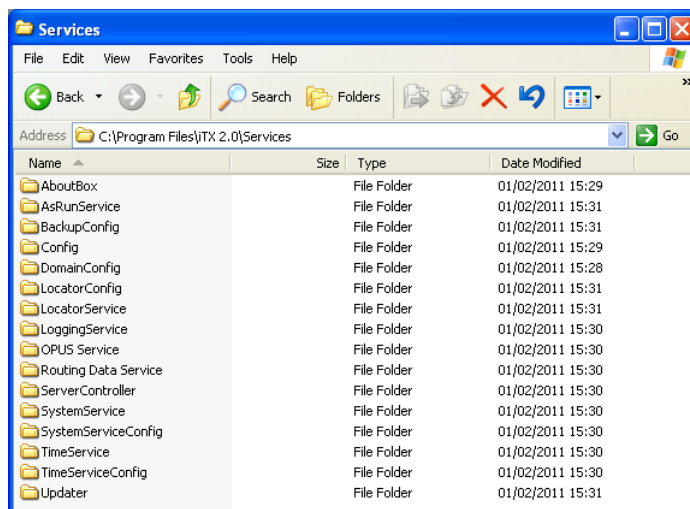 Services
File Edit View Favorites Tools Help
Back Search Folders »
Address C:\Program Files\iTX 2.0\Services Go
Name Size Type Date Modified
AboutBox File Folder 01/02/2011 15:29
AsRunService File Folder 01/02/2011 15:31
BackupConfig File Folder 01/02/2011 15:31
Config File Folder 01/02/2011 15:29
DomainConfig File Folder 01/02/2011 15:28
LocatorConfig File Folder 01/02/2011 15:31
LocatorService File Folder 01/02/2011 15:31
LoggingService File Folder 01/02/2011 15:30
OPUS Service File Folder 01/02/2011 15:30
Routing Data Service File Folder 01/02/2011 15:30
ServerController File Folder 01/02/2011 15:30
SystemService File Folder 01/02/2011 15:30
SystemServiceConfig File Folder 01/02/2011 15:30
TimeService File Folder 01/02/2011 15:30
TimeServiceConfig File Folder 01/02/2011 15:30
Updater File Folder 01/02/2011 15:31